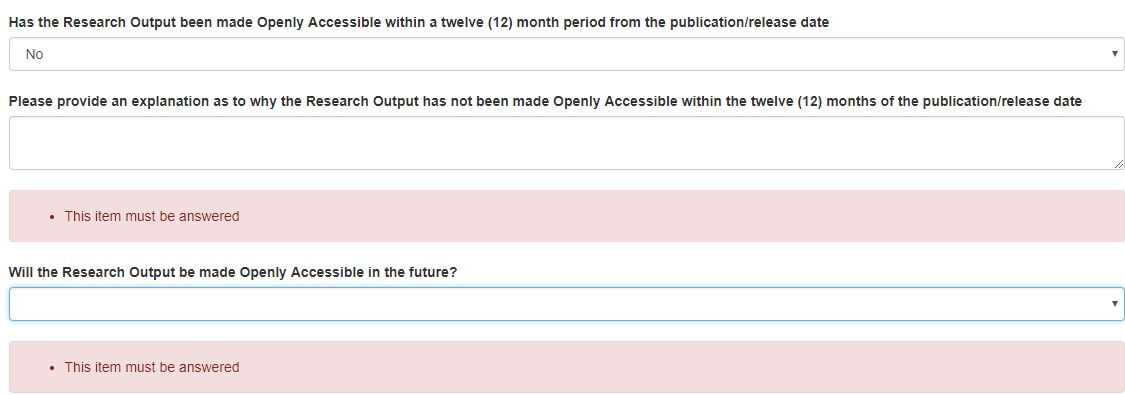 Has the Research Output been made Openly Accessible within a twelve (12) month period from the publication/release date
No
Please provide an explanation as to why the Research Output has not been made Openly Accessible within the twelve (12) months of the publication/release date
This item must be answered
Will the Research Output be made Openly Accessible in the future?
This item must be answered